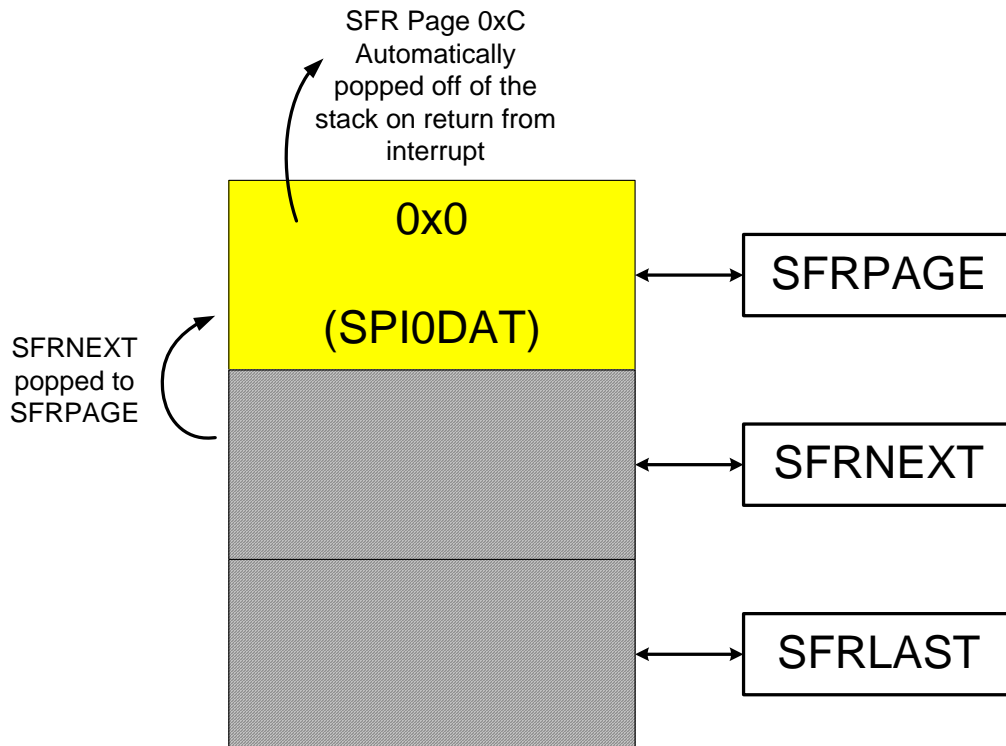 SFR Page 0xC
Automatically
popped off of the
stack on return from
interrupt
0x0
(SPI0DAT)
SFRPAGE
SFRNEXT
popped to
SFRPAGE
SFRNEXT
SFRLAST